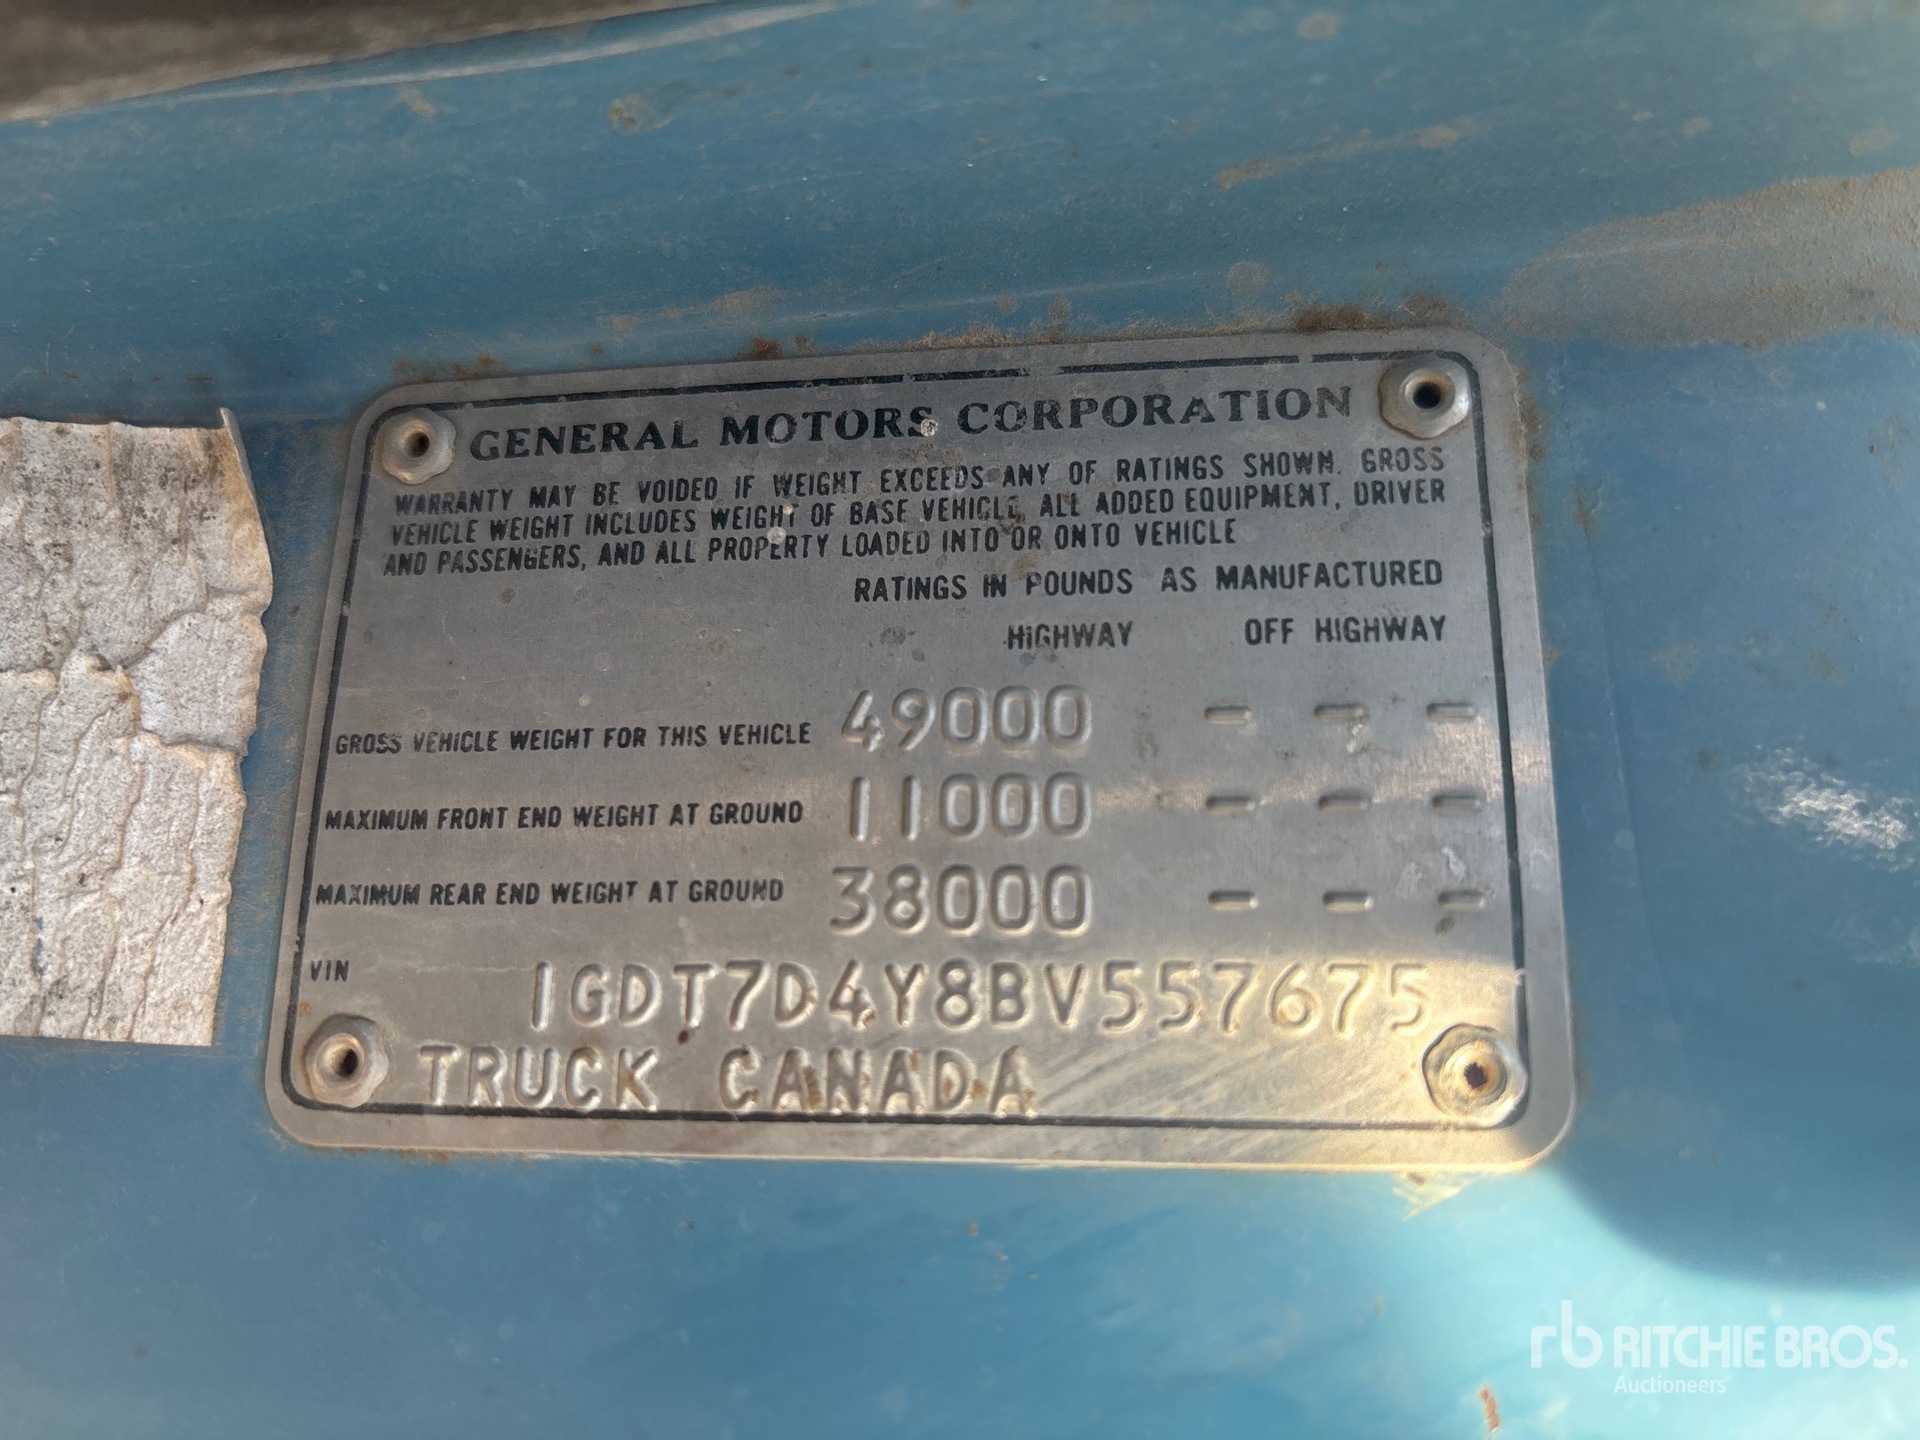 GENERAL MOTORS CORPORATION
WARRANTY MAY BE VOIDED IF WEIGHT EXCEEDS ANY OF RATINGS SHOWN. GROSS
VEHICLE WEIGHT INCLUDES WEIGHT OF BASE VEHICLE, ALL ADDED EQUIPMENT, DRIVER
AND PASSENGERS, AND ALL PROPERTY LOADED INTO OR ONTO VEHICLE
RATINGS IN POUNDS AS MANUFACTURED
HIGHWAY OFF HIGHWAY
GROSS VEHICLE WEIGHT FOR THIS VEHICLE 49000 - - -
MAXIMUM FRONT END WEIGHT AT GROUND 11000 - - -
MAXIMUM REAR END WEIGHT AT GROUND 38000 - - -
VIN 1GDT7D4Y8BV557675
TRUCK CANADA
rb RITCHIE BROS.
Auctioneers